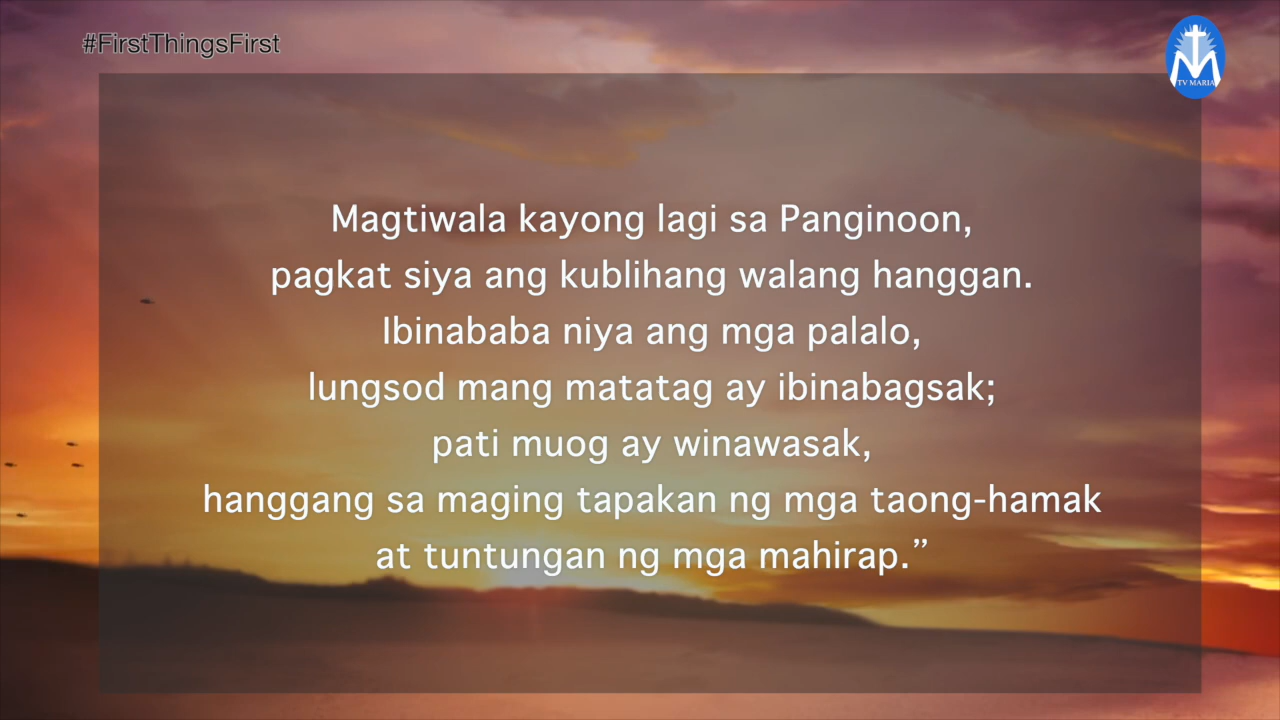 #FirstThingsFirst
TV MARIA
Magtiwala kayong lagi sa Panginoon,
pagkat siya ang kublihang walang hanggan.
Ibinababa niya ang mga palalo,
lungsod mang matatag ay ibinabagsak;
pati muog ay winawasak,
hanggang sa maging tapakan ng mga taong-hamak
at tuntungan ng mga mahirap.”